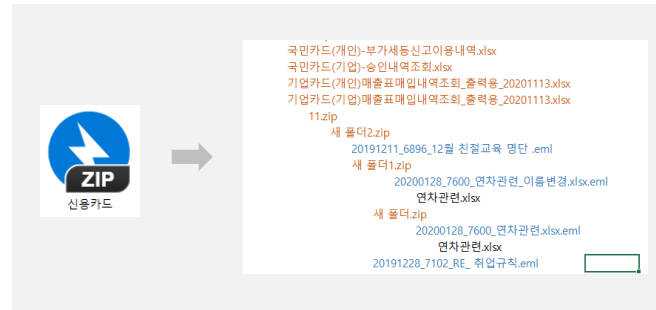 ZIP
신용카드
국민카드(개인)-부가세등신고이용내역.xlsx
국민카드(기업)-승인내역조회.xlsx
기업카드(개인)매출표매입내역조회_출력용_20201113.xlsx
기업카드(기업)매출표매입내역조회_출력용_20201113.xlsx
11.zip
새 폴더2.zip
20191211_6896_12월 친절교육 명단 .eml
새 폴더1.zip
20200128_7600_연차관련_이름변경.xlsx.eml
연차관련.xlsx
새 폴더.zip
20200128_7600_연차관련.xlsx.eml
연차관련.xlsx
20191228_7102_RE_ 취업규칙.eml